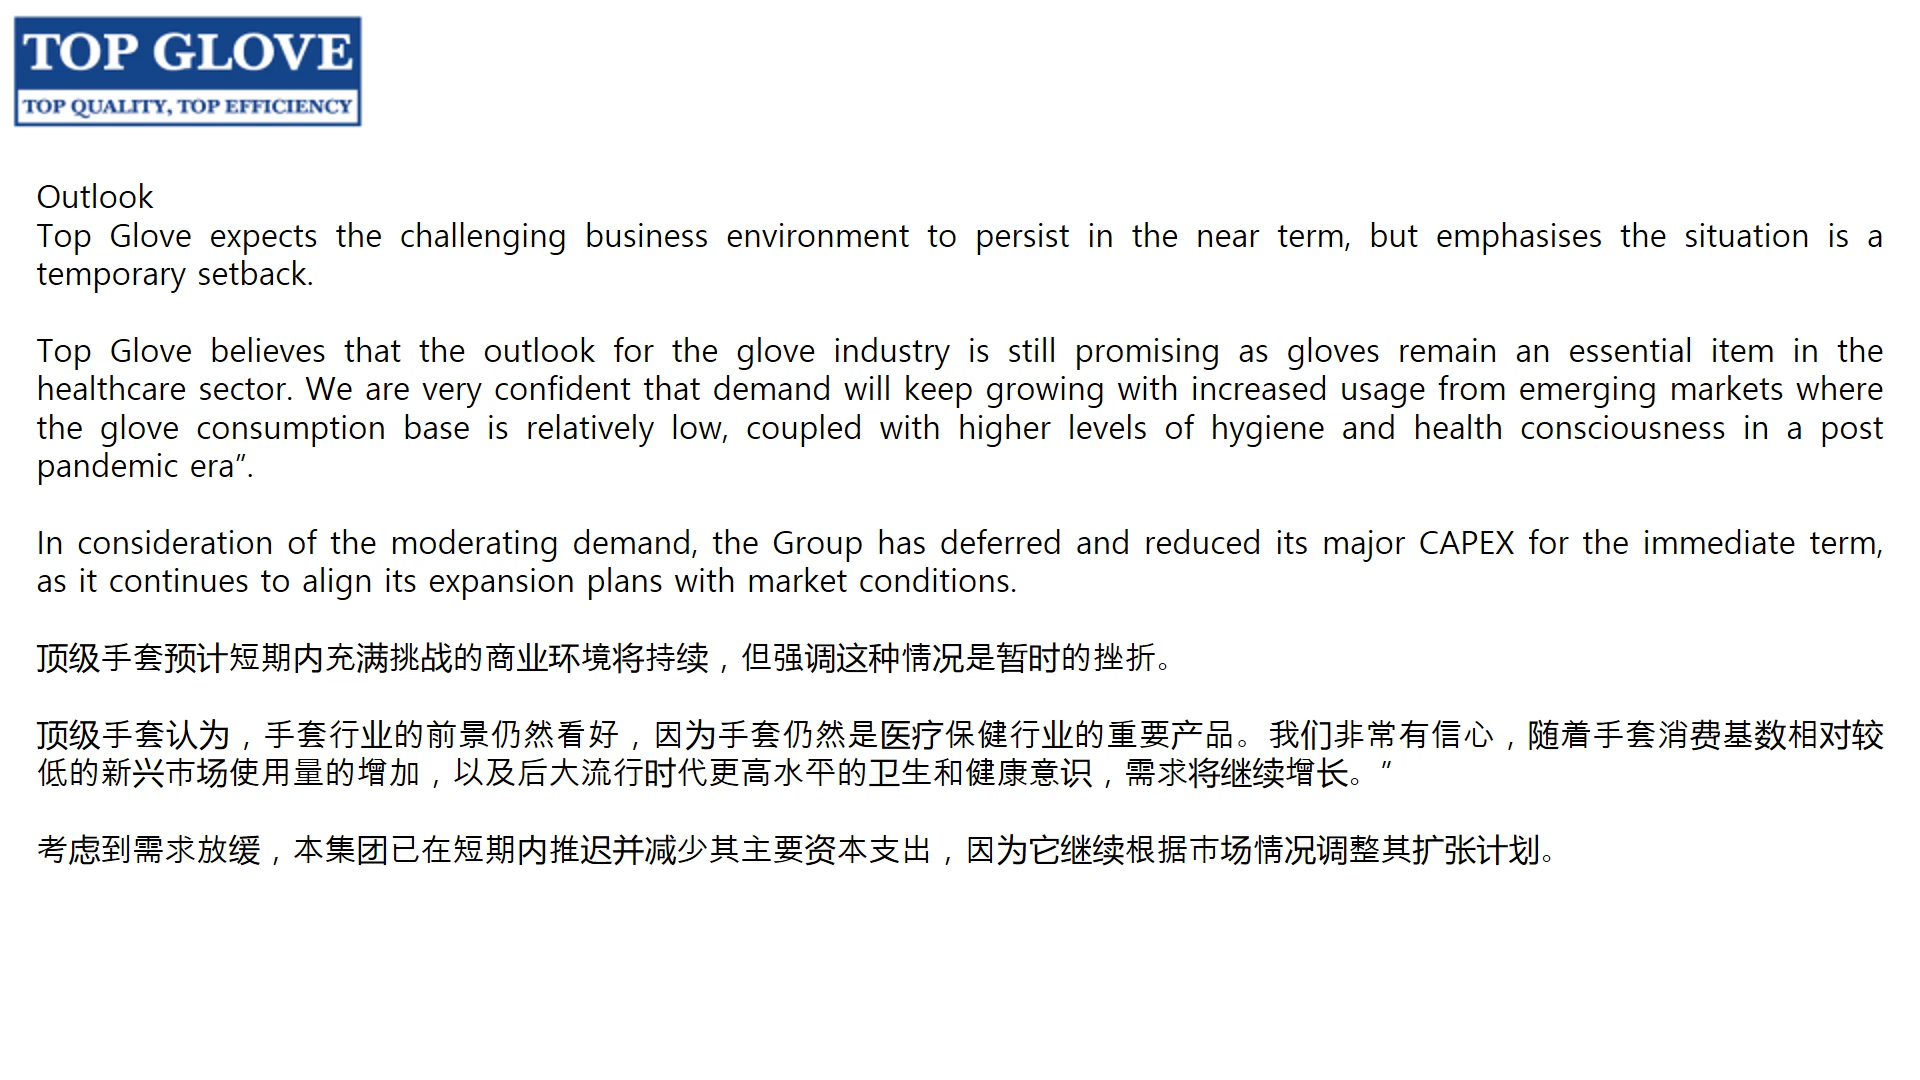 TOP GLOVE
TOP QUALITY, TOP EFFICIENCY
Outlook
Top Glove expects the challenging business environment to persist in the near term, but emphasises the situation is a
temporary setback.
Top Glove believes that the outlook for the glove industry is still promising as gloves remain an essential item in the
healthcare sector. We are very confident that demand will keep growing with increased usage from emerging markets where
the glove consumption base is relatively low, coupled with higher levels of hygiene and health consciousness in a post
pandemic era”.
In consideration of the moderating demand, the Group has deferred and reduced its major CAPEX for the immediate term,
as it continues to align its expansion plans with market conditions.
顶级手套预计短期内充满挑战的商业环境将持续，但强调这种情况是暂时的挫折。
顶级手套认为，手套行业的前景仍然看好，因为手套仍然是医疗保健行业的重要产品。我们非常有信心，随着手套消费基数相对较
低的新兴市场使用量的增加，以及后大流行时代更高水平的卫生和健康意识，需求将继续增长。”
考虑到需求放缓，本集团已在短期内推迟并减少其主要资本支出，因为它继续根据市场情况调整其扩张计划。